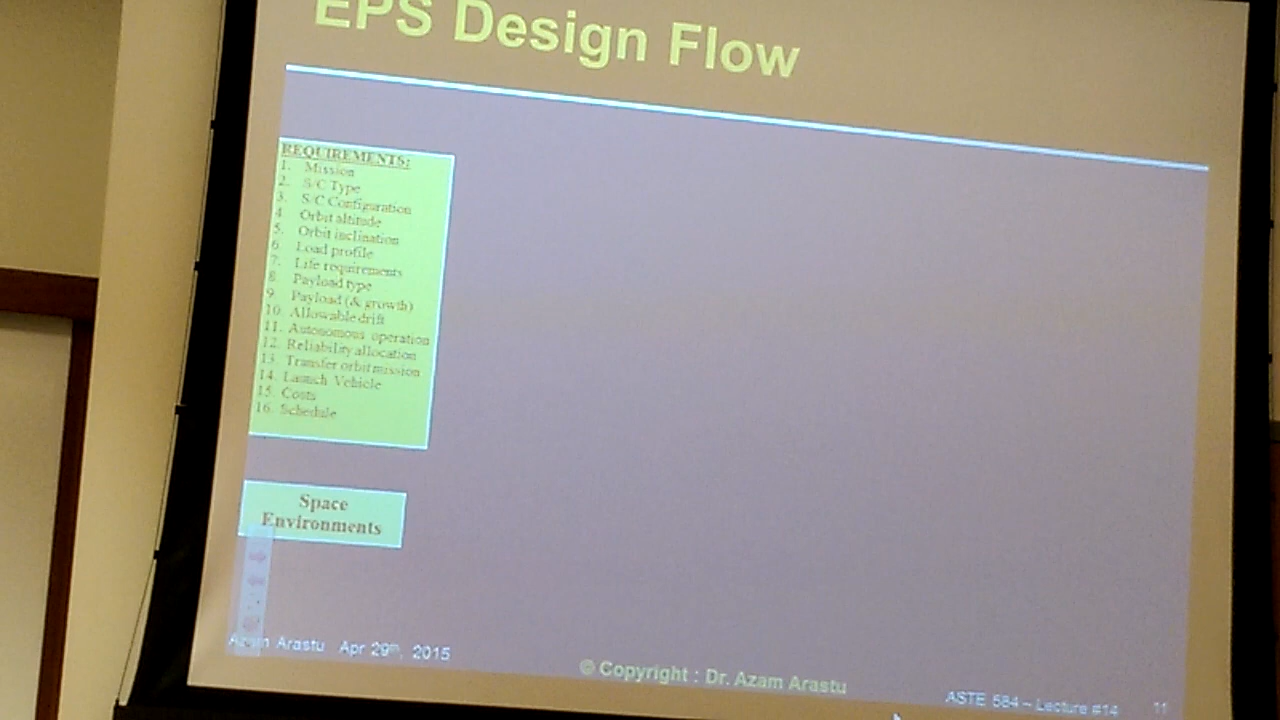 EPS Design Flow
REQUIREMENTS:
1. Mission
2. S/C Type
3. S/C Configuration
4. Orbit altitude
5. Orbit inclination
6. Load profile
7. Life requirements
8. Payload type
9. Payload (& growth)
10. Allowable drift
11. Autonomous operation
12. Reliability allocation
13. Transfer orbit mission
14. Launch Vehicle
15. Costs
16. Schedule
Space
Environments
Azam Arastu Apr 29th, 2015
© Copyright : Dr. Azam Arastu
ASTE 584 – Lecture #14 11